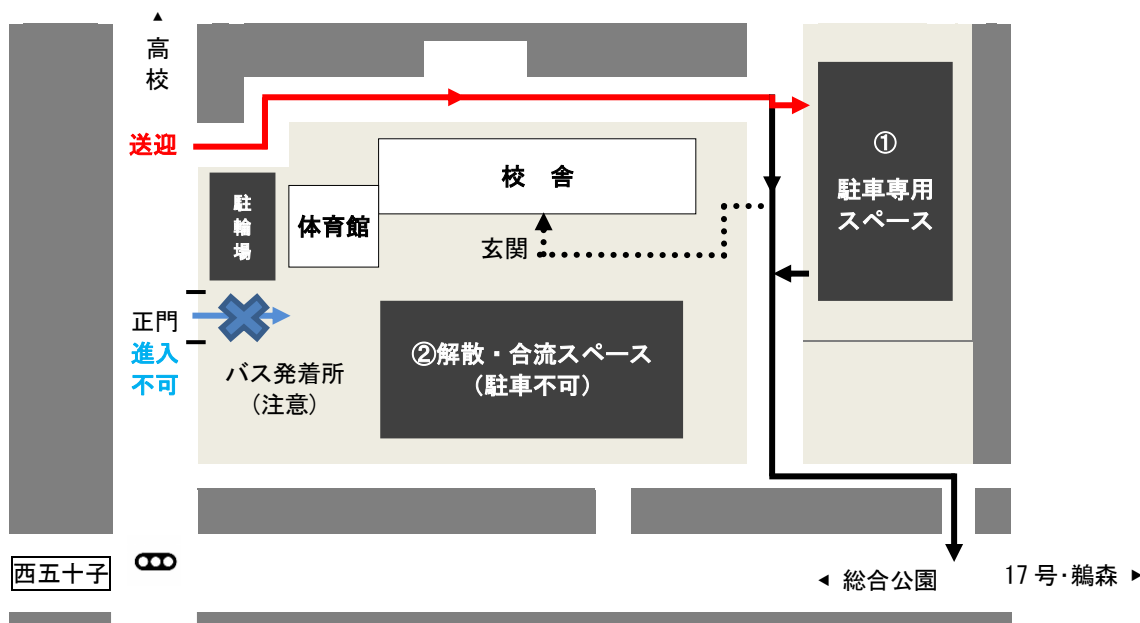 ▲
高
校
送迎
①
校　舎
駐車専用
スペース
駐
輪
場
体育館
玄関
正門
進入
不可
②解散・合流スペース
（駐車不可）
バス発着所
（注意）
西五十子
◀ 総合公園
17号･鵜森 ▶